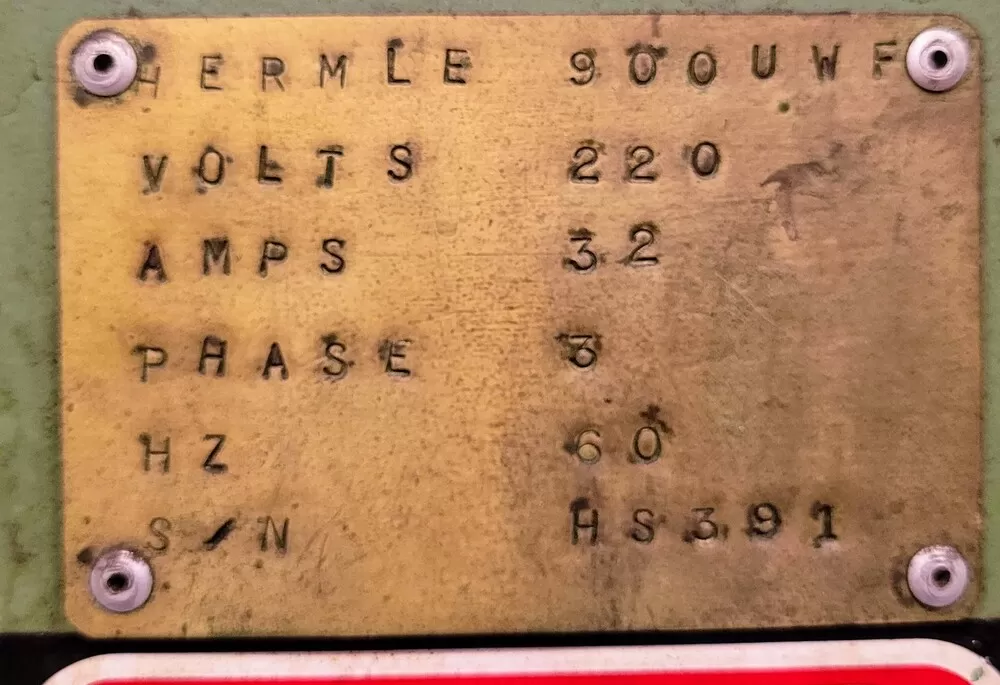 HERMLE 900UWF
VOLTS 220
AMPS 32
PHASE 3
HZ 60
S/N HS391